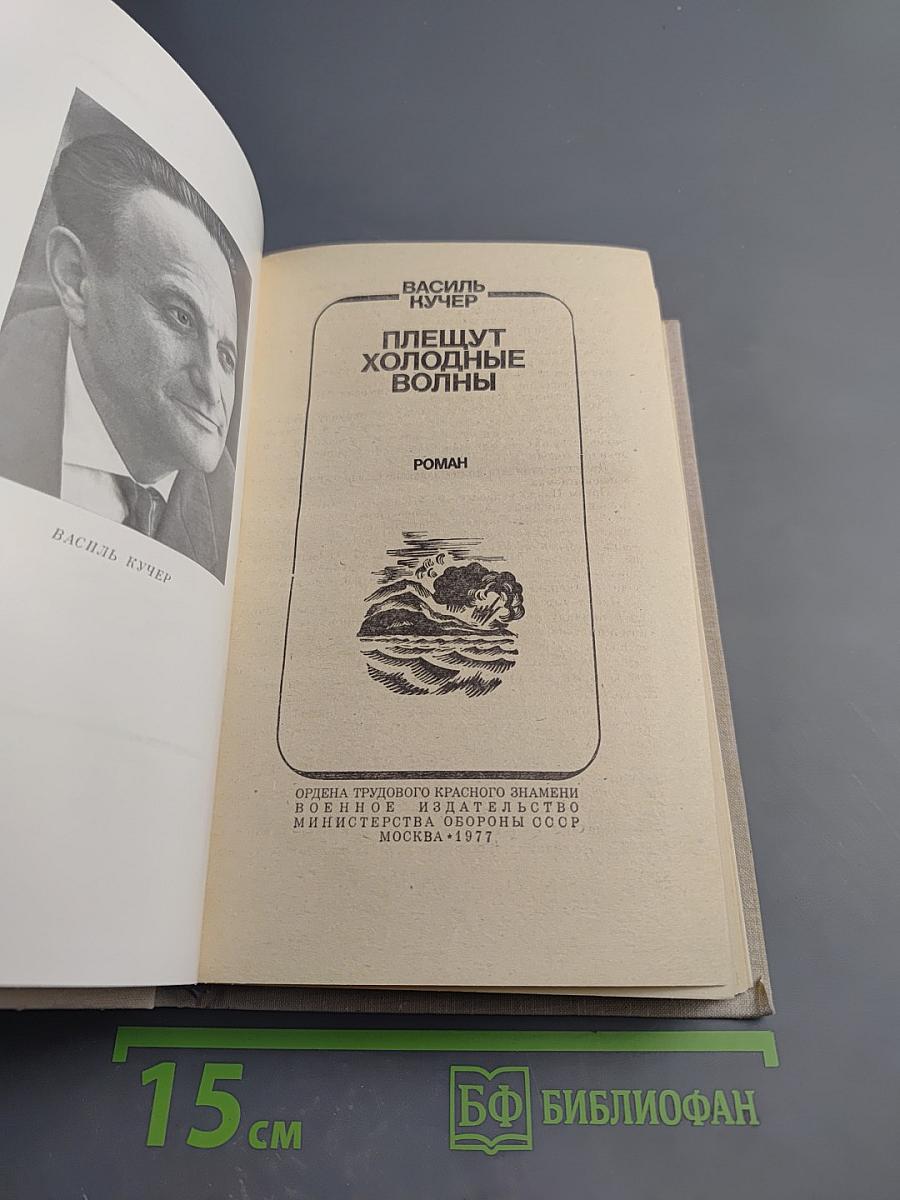 ВАСИЛЬ КУЧЕР
ВАСИЛЬ
КУЧЕР
ПЛЕЩУТ
ХОЛОДНЫЕ
ВОЛНЫ
РОМАН
ОРДЕНА ТРУДОВОГО КРАСНОГО ЗНАМЕНИ
ВОЕННОЕ ИЗДАТЕЛЬСТВО
МИНИСТЕРСТВА ОБОРОНЫ СССР
МОСКВА★1977
15 см
БФ БИБЛИОФАН